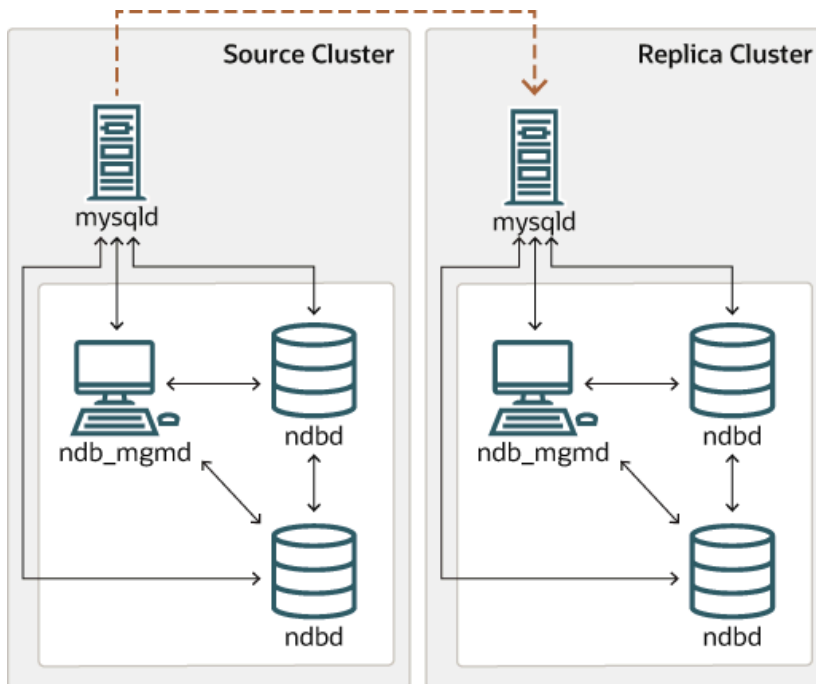 Source Cluster
Replica Cluster
mysqld
mysqld
ndb_mgmd
ndbd
ndb_mgmd
ndbd
ndbd
ndbd